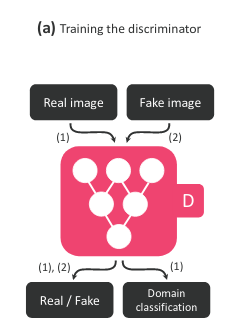 (a) Training the discriminator
Real image
Fake image
(1)
(2)
D
(1), (2)
(1)
Real / Fake
Domain
classification